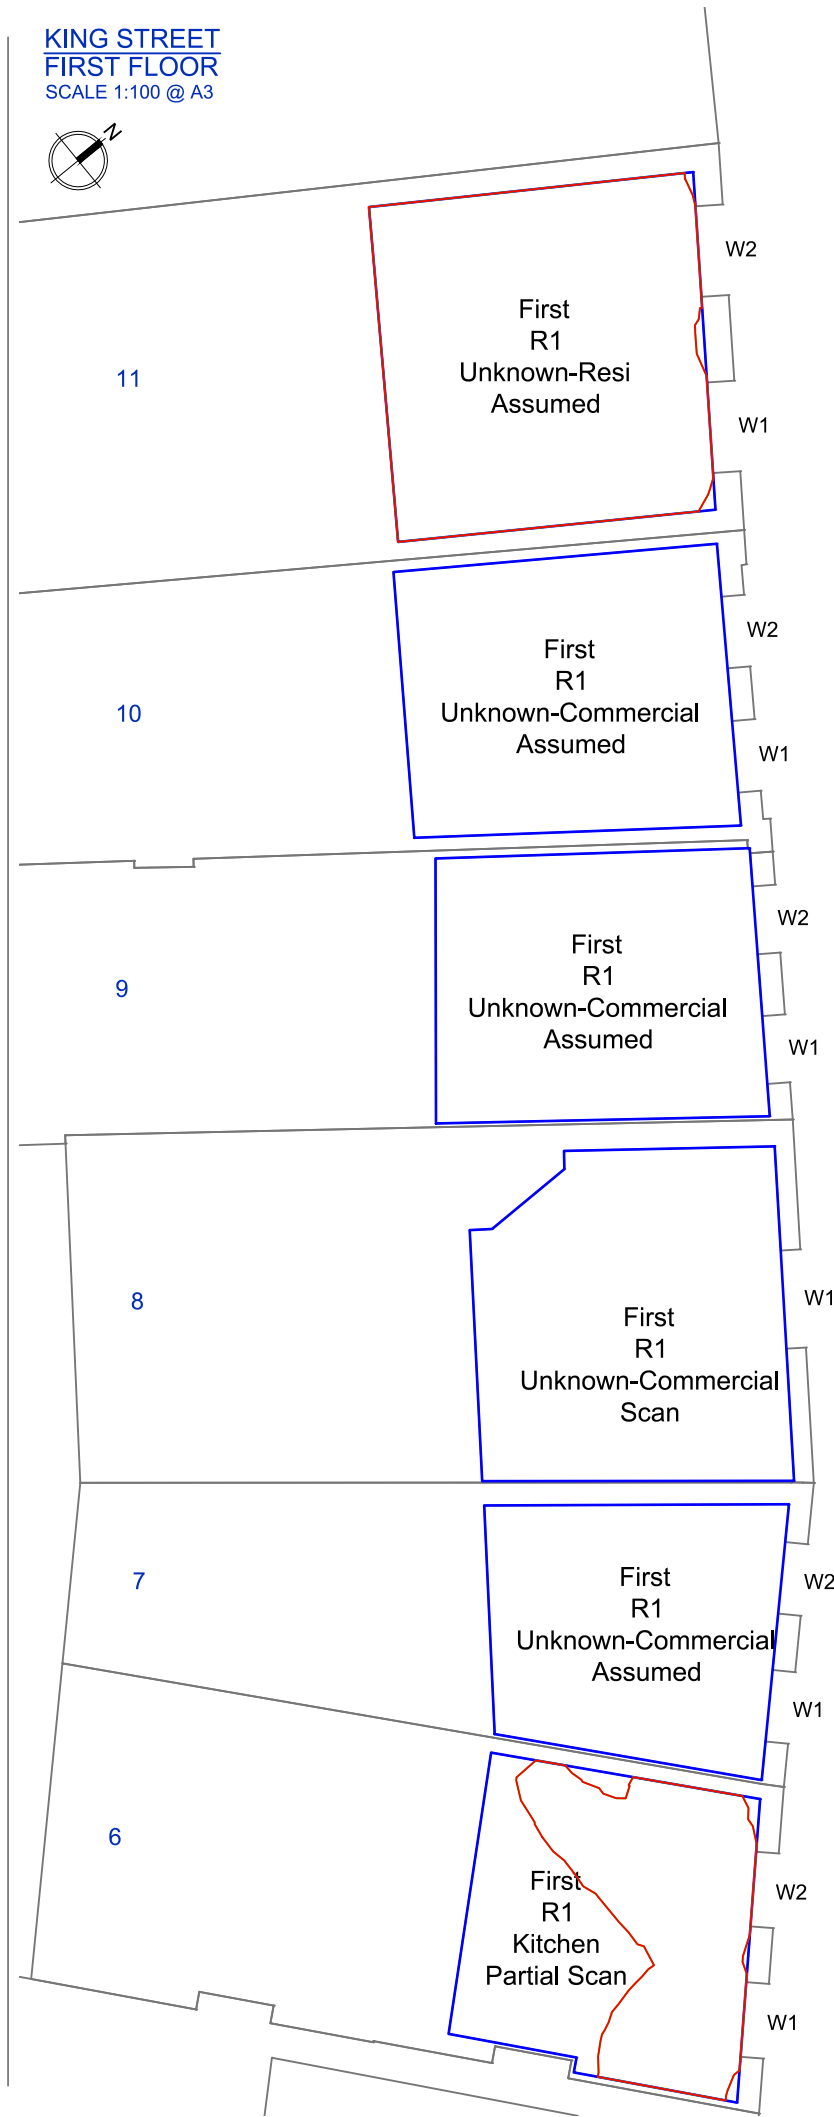 KING STREET
FIRST FLOOR
SCALE 1:100 @ A3
N
W2
First
R1
Unknown-Resi
Assumed
11
W1
W2
First
R1
Unknown-Commercial
Assumed
10
W1
W2
First
R1
Unknown-Commercial
Assumed
9
W1
8
W1
First
R1
Unknown-Commercial
Scan
7
W2
First
R1
Unknown-Commercial
Assumed
W1
6
First
R1
Kitchen
Partial Scan
W2
W1